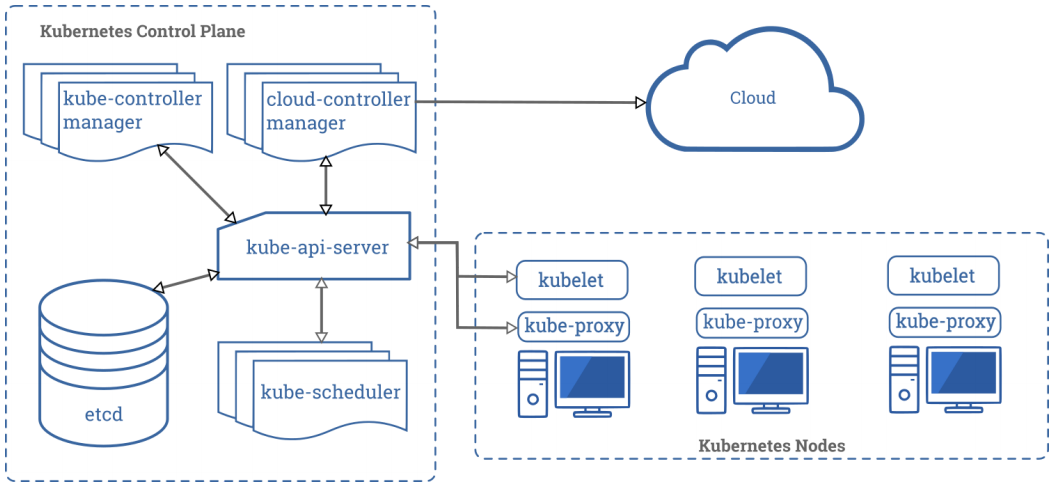 Kubernetes Control Plane
kube-controller
manager
cloud-controller
manager
Cloud
kube-api-server
kubelet
kubelet
kubelet
kube-proxy
kube-proxy
kube-proxy
etcd
kube-scheduler
Kubernetes Nodes